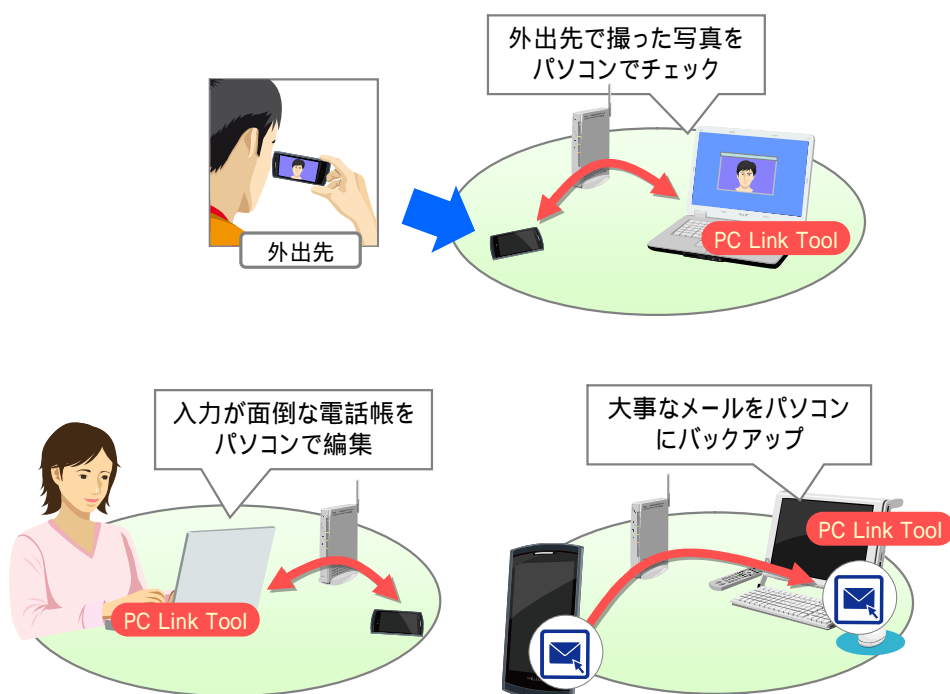 外出先で撮った写真を
パソコンでチェック
外出先
PC Link Tool
入力が面倒な電話帳を
パソコンで編集
PC Link Tool
大事なメールをパソコン
にバックアップ
PC Link Tool